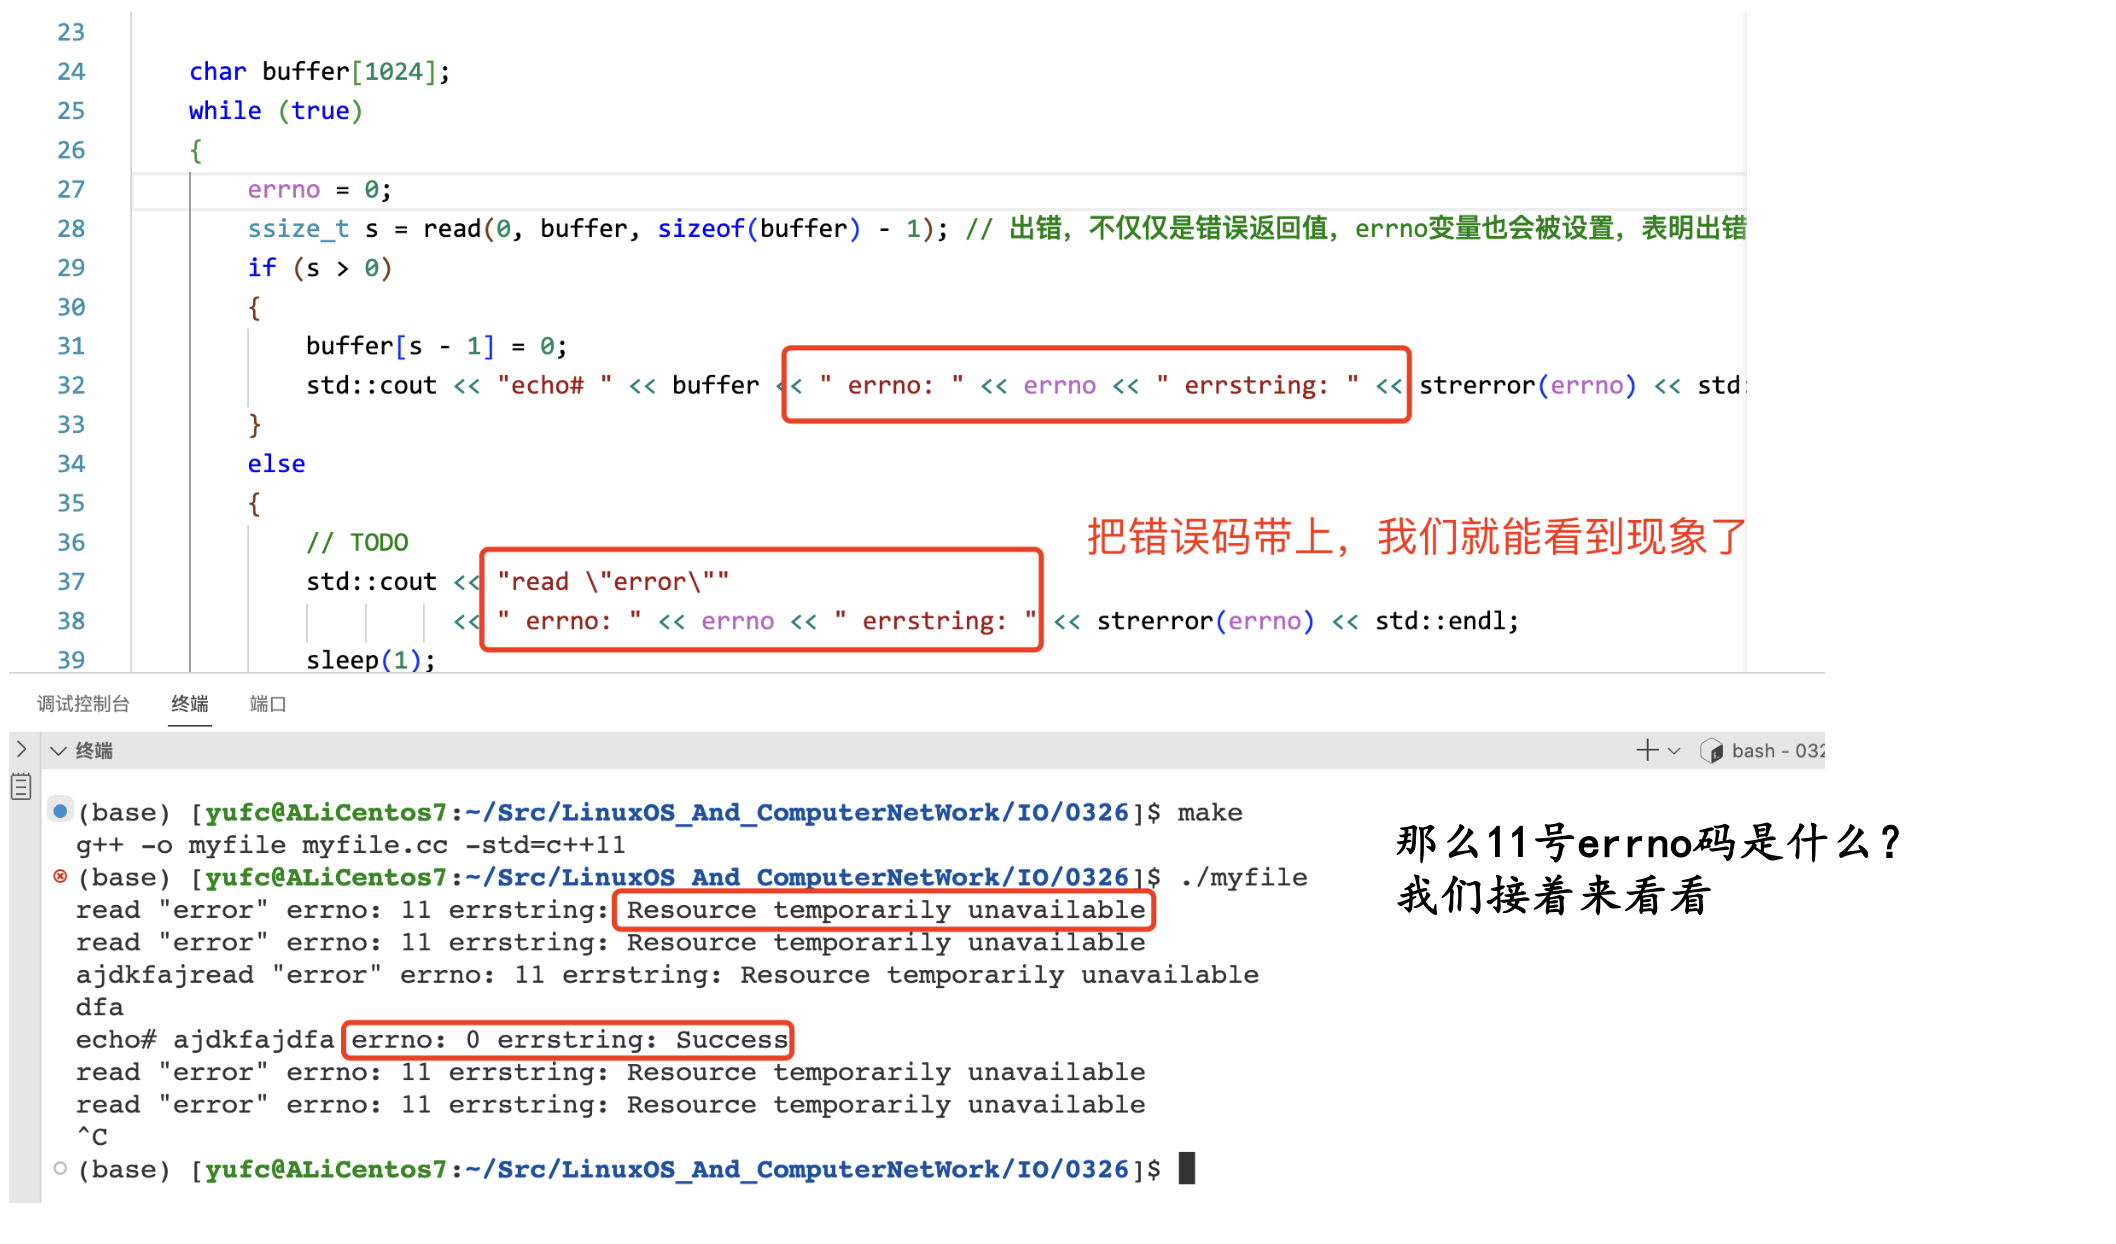 23
24 char buffer[1024];
25 while (true)
26 {
27 errno = 0;
28 ssize_t s = read(0, buffer, sizeof(buffer) - 1); // 出错，不仅仅是错误返回值，errno变量也会被设置，表明出错
29 if (s > 0)
30 {
31 buffer[s - 1] = 0;
32 std::cout << "echo# " << buffer << " errno: " << errno << " errstring: " << strerror(errno) << std:
33 }
34 else
35 {
把错误码带上，我们就能看到现象了
36 // TODO
37 std::cout << "read \"error\""
38 << " errno: " << errno << " errstring: " << strerror(errno) << std::endl;
39 sleep(1);
调试控制台 终端 端口
终端 bash - 032
(base) [yufc@ALiCentos7:~/Src/LinuxOS_And_ComputerNetWork/IO/0326]$ make
g++ -o myfile myfile.cc -std=c++11
(base) [yufc@ALiCentos7:~/Src/LinuxOS_And_ComputerNetWork/IO/0326]$ ./myfile
read "error" errno: 11 errstring: Resource temporarily unavailable
read "error" errno: 11 errstring: Resource temporarily unavailable
ajdkfajread "error" errno: 11 errstring: Resource temporarily unavailable
dfa
echo# ajdkfajdfa errno: 0 errstring: Success
read "error" errno: 11 errstring: Resource temporarily unavailable
read "error" errno: 11 errstring: Resource temporarily unavailable
^C
(base) [yufc@ALiCentos7:~/Src/LinuxOS_And_ComputerNetWork/IO/0326]$
那么11号errno码是什么？
我们接着来看看